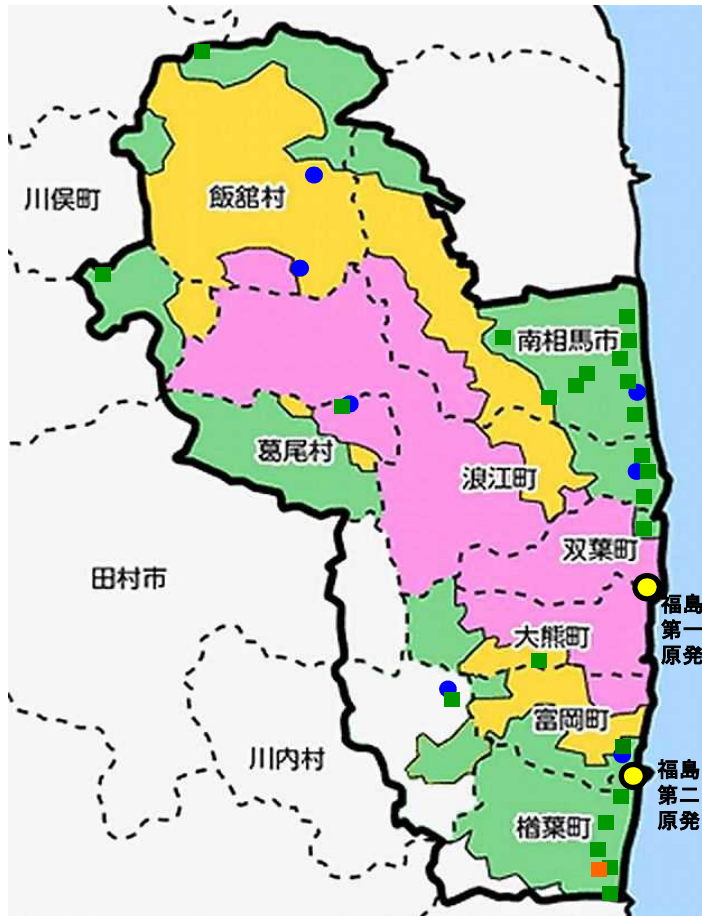 川俣町
飯舘村
南相馬市
葛尾村
浪江町
田村市
双葉町
福島
第一
原発
大熊町
富岡町
川内村
福島
第二
原発
楢葉町